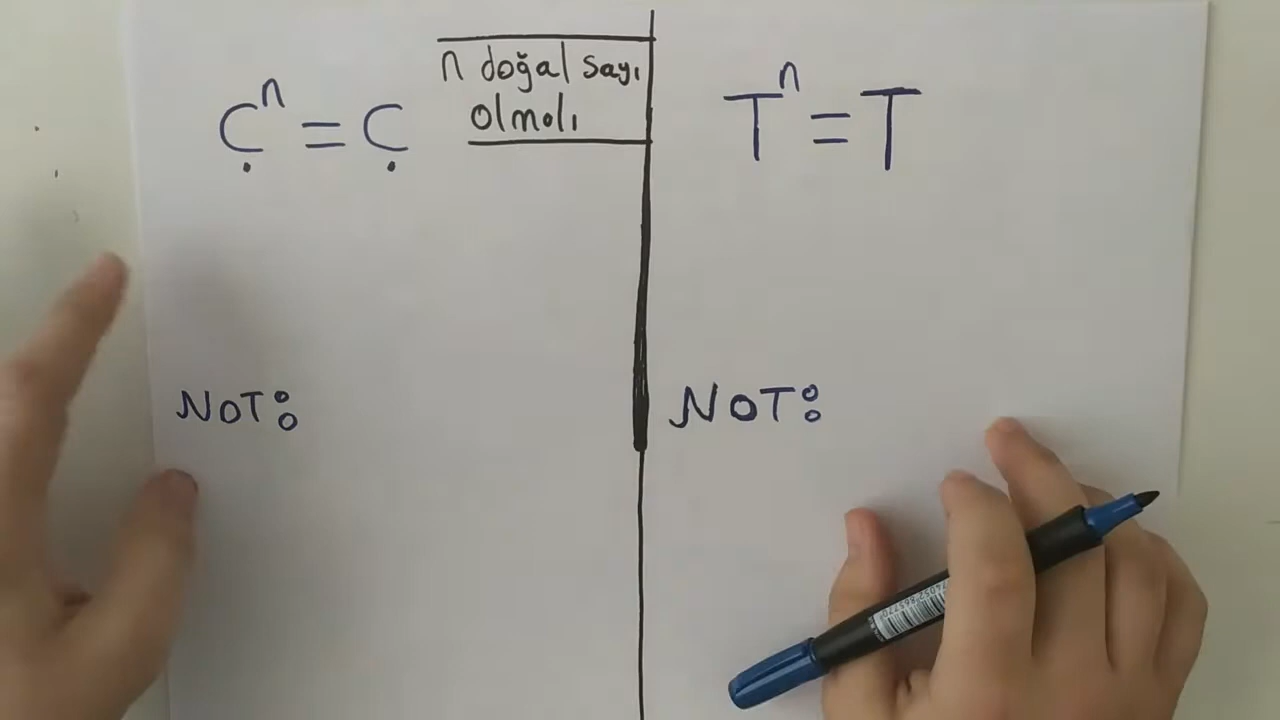 Çⁿ = Ç
n doğal sayı
olmalı
Tⁿ = T
NOT:
NOT: